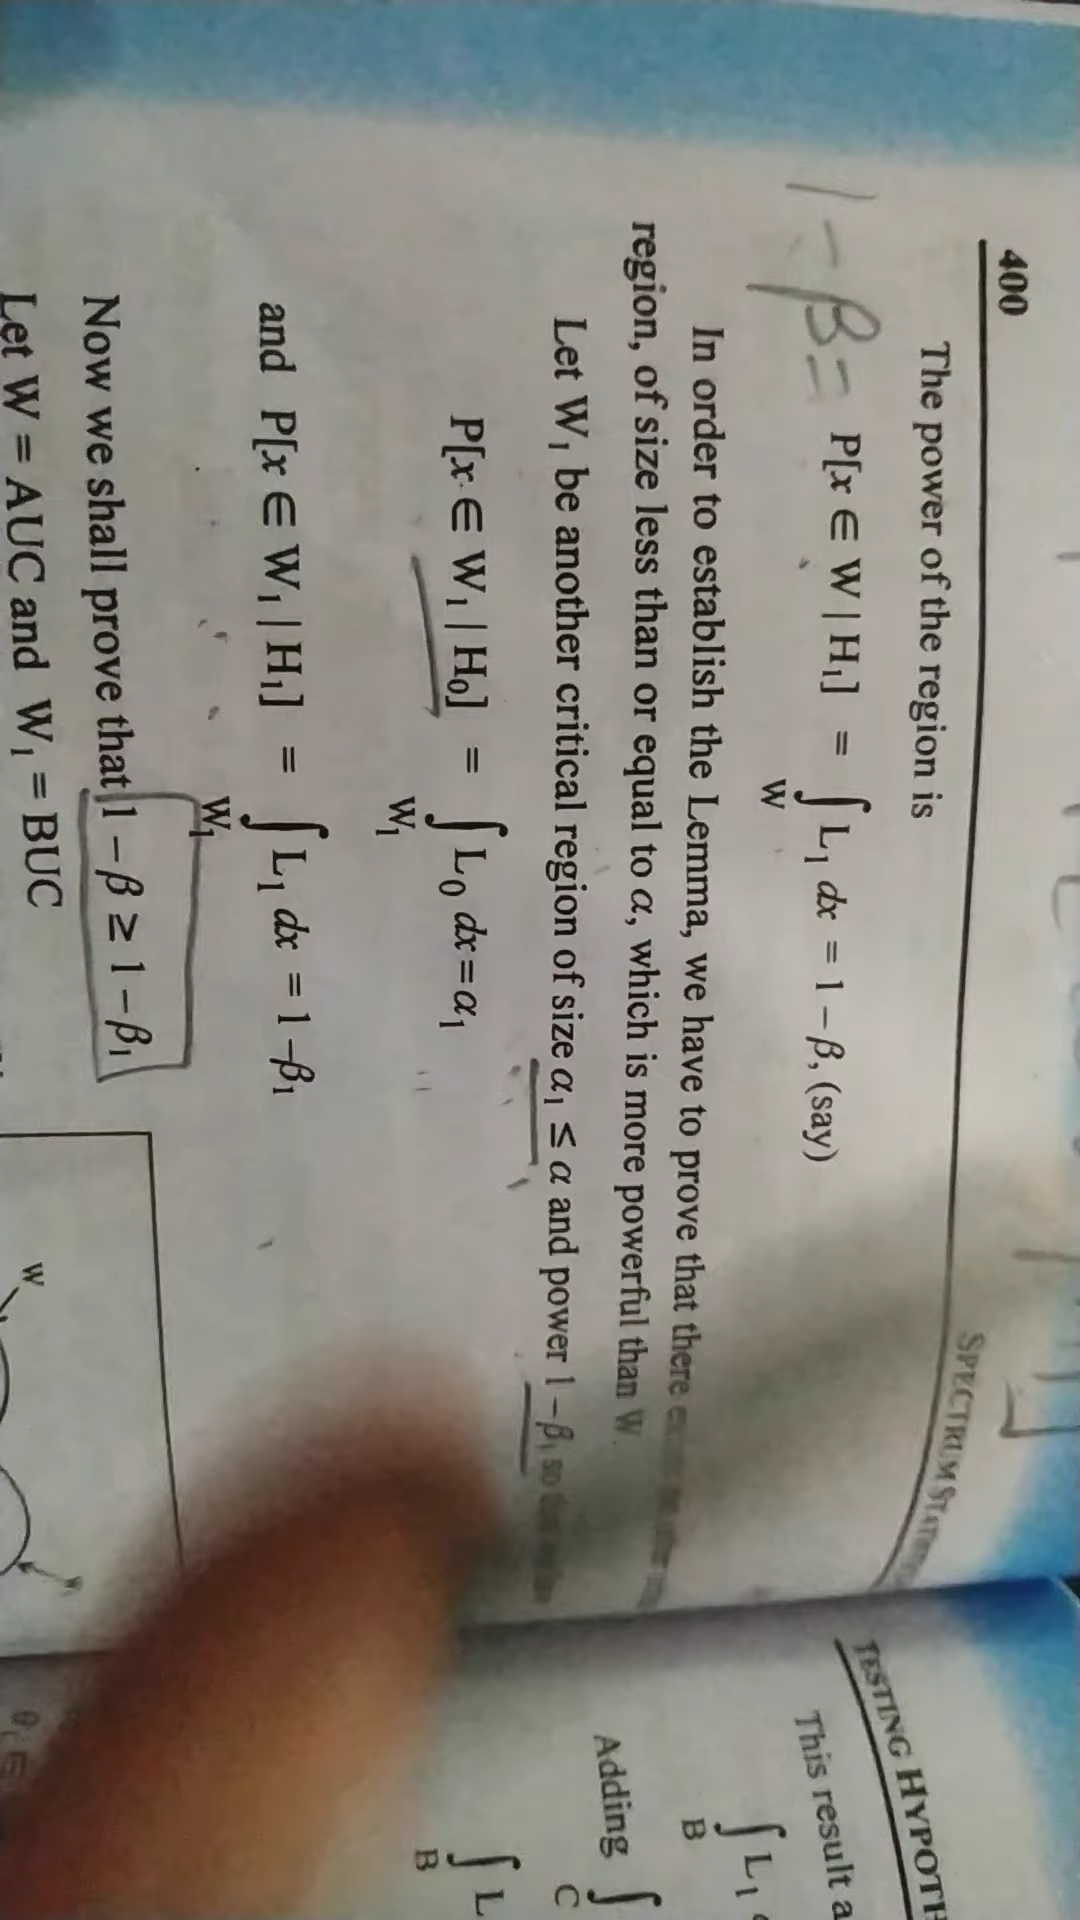 400
SPECTRUM
The power of the region is
1 - β = P[x ∈ W | H₁] = ∫ L₁ dx = 1 – β, (say)
W
In order to establish the Lemma, we have to prove that there
region, of size less than or equal to α, which is more powerful than W.
Let W₁ be another critical region of size α₁ ≤ α and power 1 – β₁ so
P[x ∈ W₁ | H₀] = ∫ L₀ dx = α₁
W₁
and P[x ∈ W₁ | H₁] = ∫ L₁ dx = 1 – β₁
W₁
Now we shall prove that 1 – β ≥ 1 – β₁
Let W = AUC and W₁ = BUC
W
TESTING
This result a
∫ L₁
B
Adding ∫
C
∫ L
B